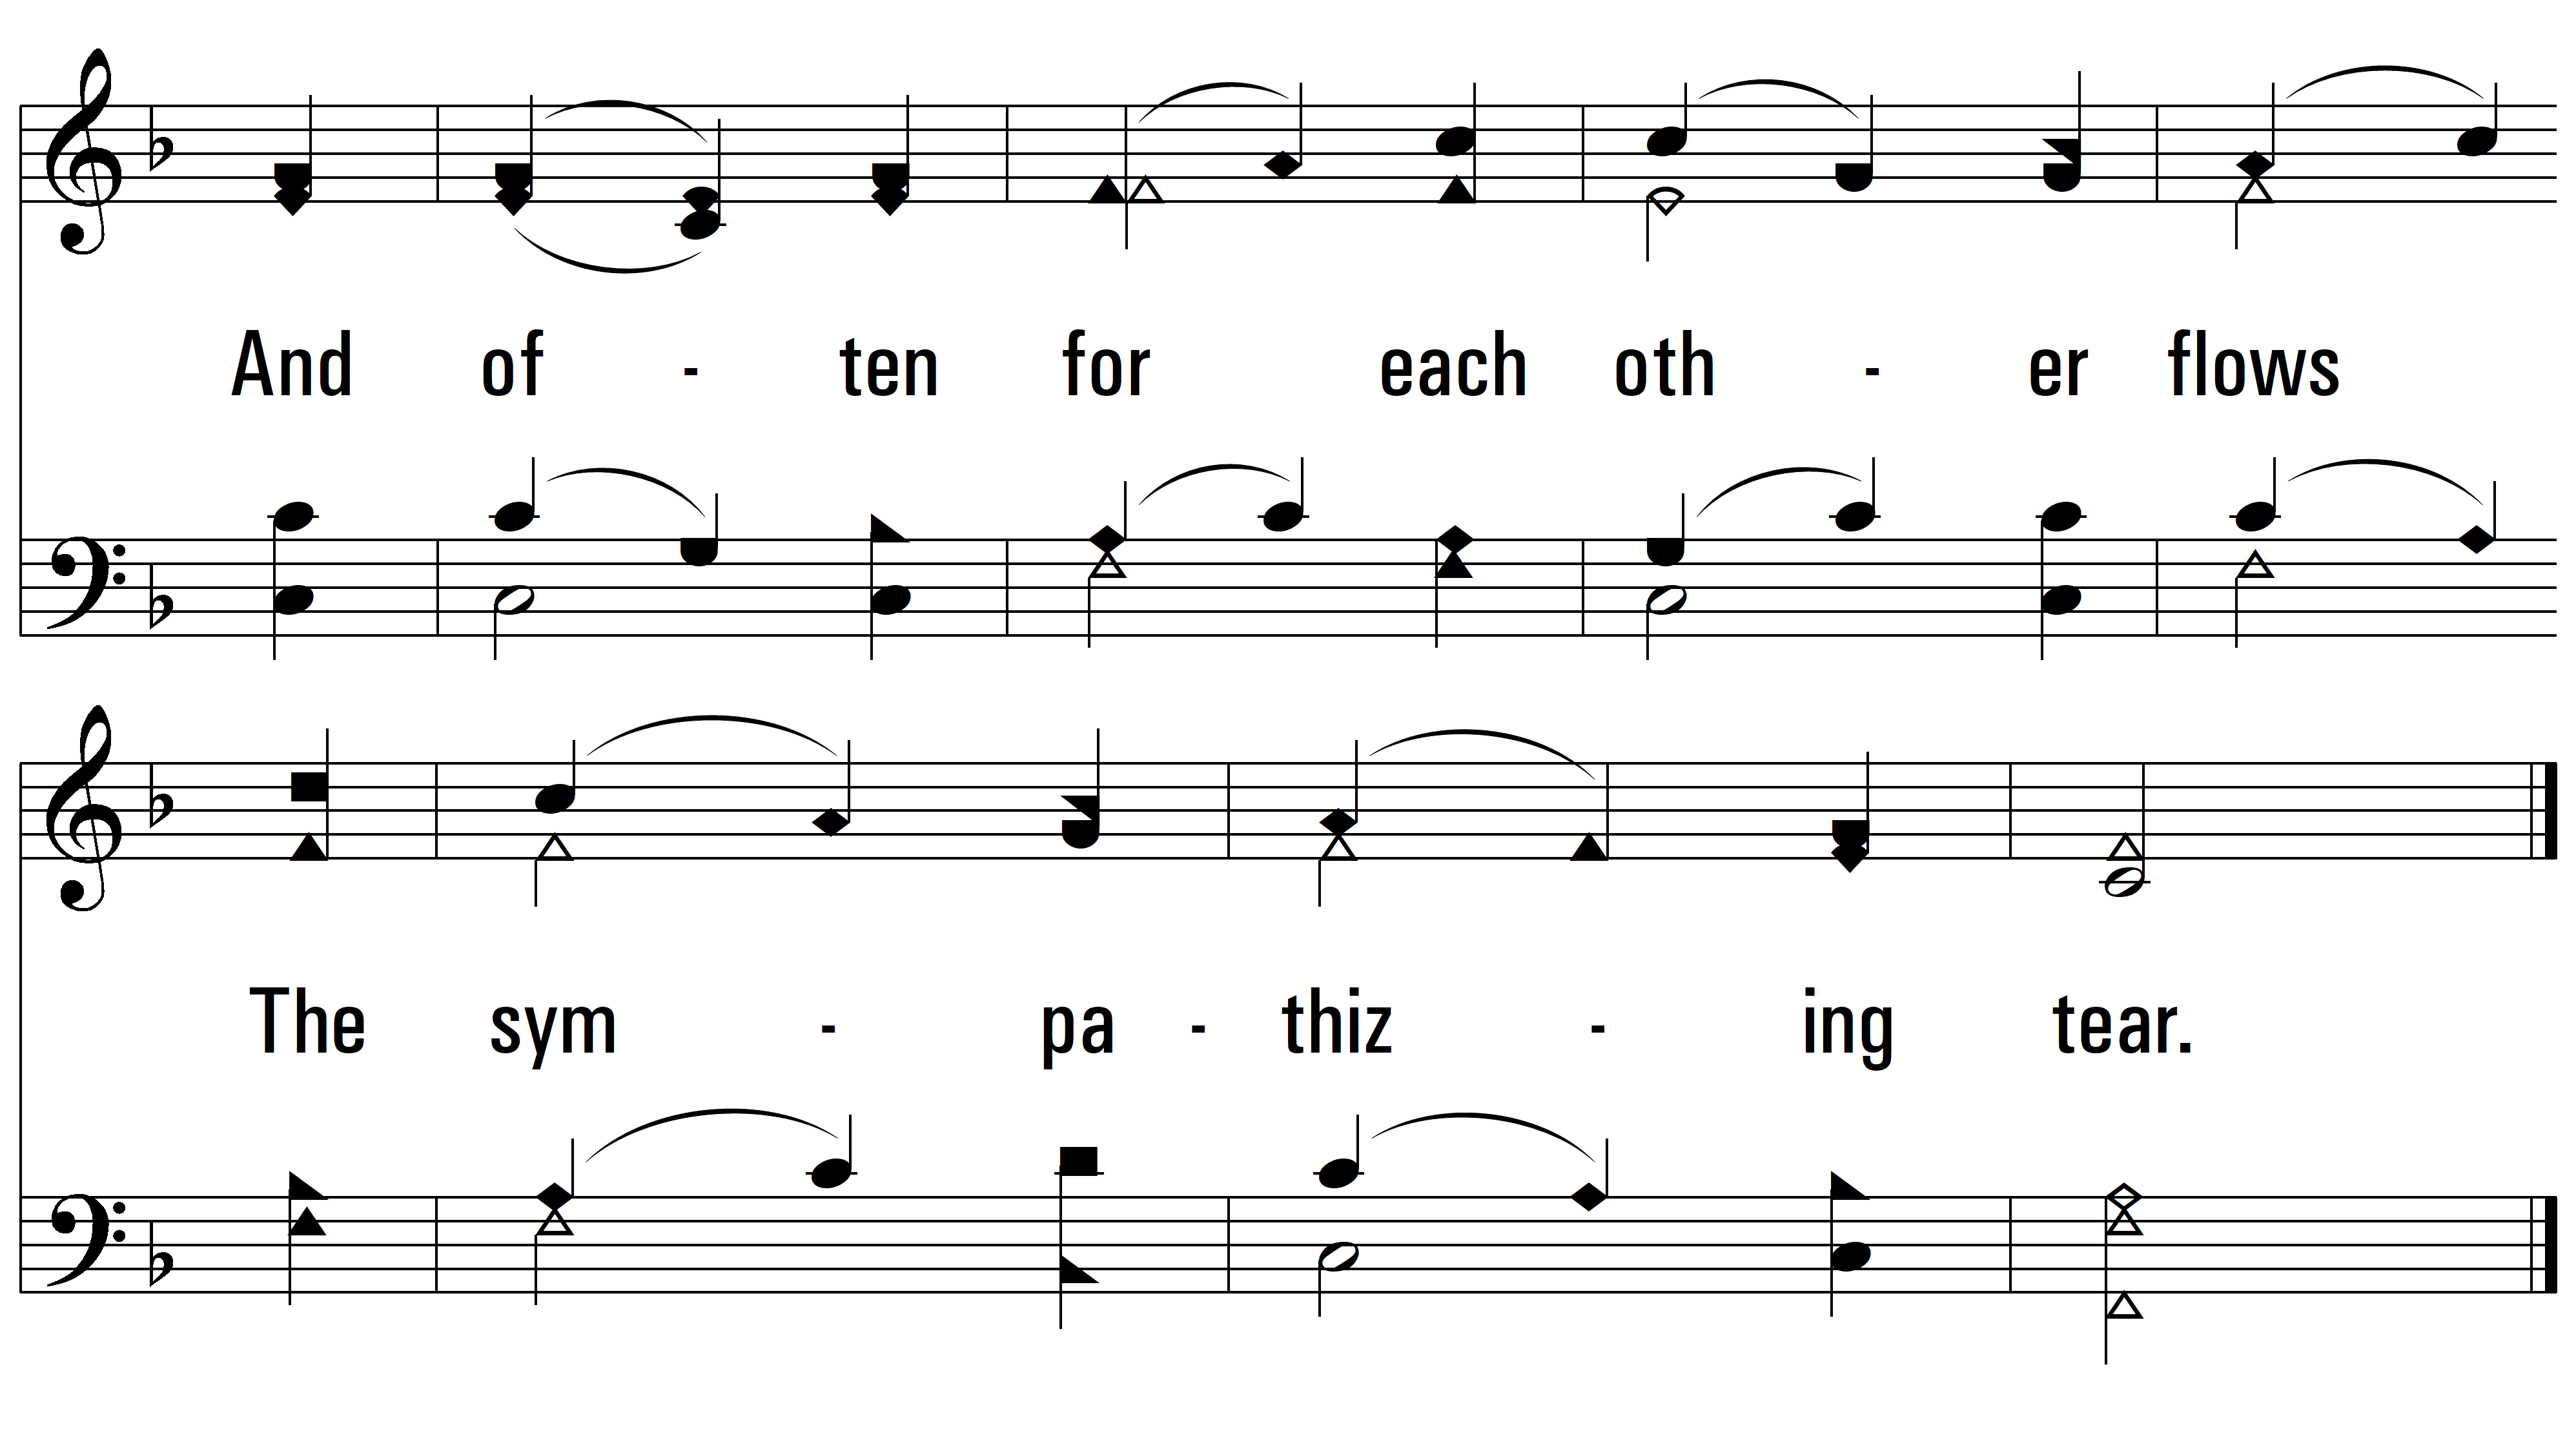 And of - ten for each oth - er flows
The sym - pa - thiz - ing tear.